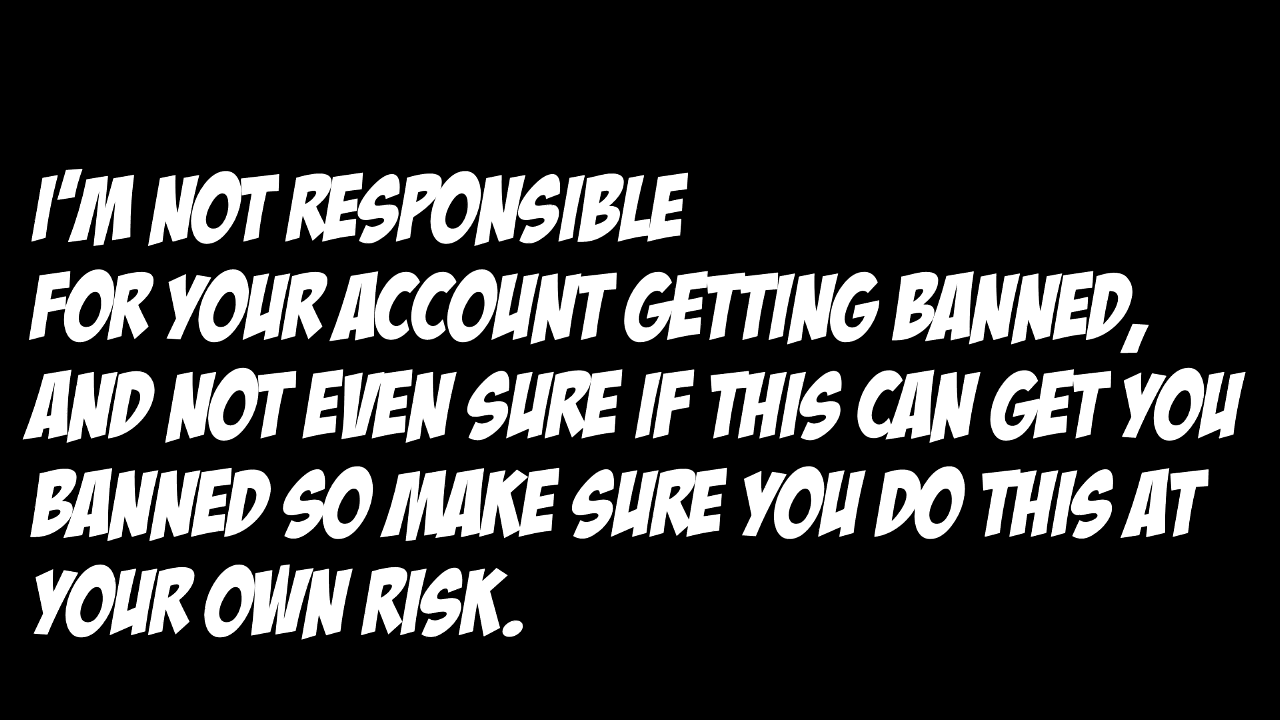 I'M NOT RESPONSIBLE
FOR YOUR ACCOUNT GETTING BANNED,
AND NOT EVEN SURE IF THIS CAN GET YOU
BANNED SO MAKE SURE YOU DO THIS AT
YOUR OWN RISK.